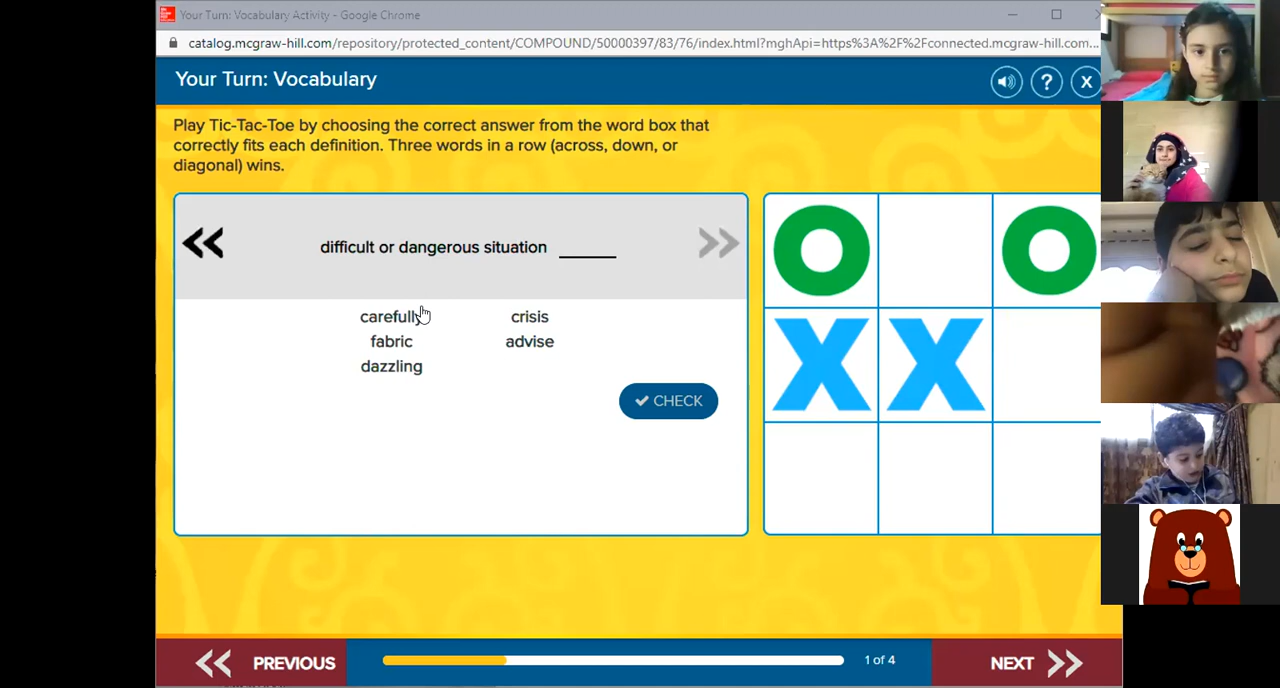 Your Turn: Vocabulary Activity - Google Chrome
catalog.mcgraw-hill.com/repository/protected_content/COMPOUND/50000397/83/76/index.html?mghApi=https%3A%2F%2Fconnected.mcgraw-hill.com...
Your Turn: Vocabulary
? X
Play Tic-Tac-Toe by choosing the correct answer from the word box that
correctly fits each definition. Three words in a row (across, down, or
diagonal) wins.
difficult or dangerous situation ______
carefully crisis
fabric advise
dazzling
CHECK
O O
X X
PREVIOUS 1 of 4 NEXT